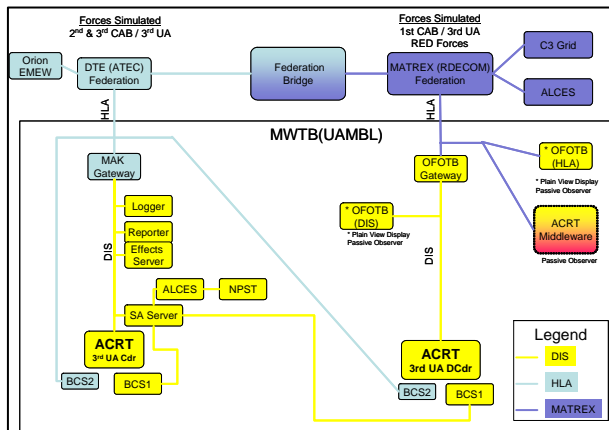 Forces Simulated
2nd & 3rd CAB / 3rd UA
Forces Simulated
1st CAB / 3rd UA
RED Forces
Orion
EMEW
DTE (ATEC)
Federation
Federation
Bridge
MATREX (RDECOM)
Federation
C3 Grid
ALCES
HLA
HLA
MWTB(UAMBL)
MAK
Gateway
OFOTB
Gateway
* OFOTB
(HLA)
* Plain View Display
Passive Observer
Logger
Reporter
Effects
Server
DIS
* OFOTB
(DIS)
* Plain View Display
Passive Observer
DIS
ACRT
Middleware
Passive Observer
ALCES
NPST
SA Server
ACRT
3rd UA Cdr
BCS2
BCS1
ACRT
3rd UA DCdr
BCS2
BCS1
Legend
DIS
HLA
MATREX